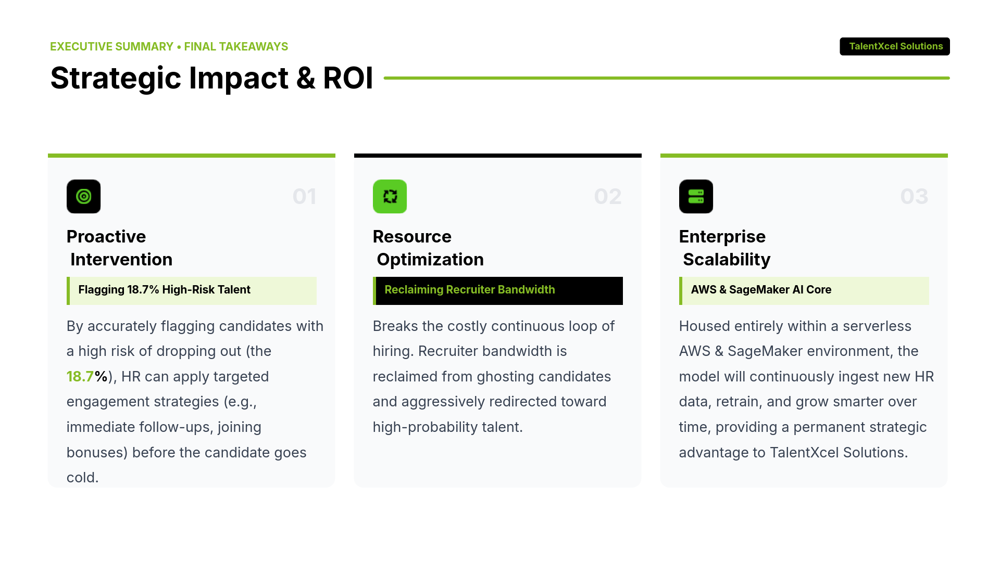 EXECUTIVE SUMMARY • FINAL TAKEAWAYS
TalentXcel Solutions
Strategic Impact & ROI
01
Proactive
Intervention
Flagging 18.7% High-Risk Talent
By accurately flagging candidates with
a high risk of dropping out (the
18.7%), HR can apply targeted
engagement strategies (e.g.,
immediate follow-ups, joining
bonuses) before the candidate goes
cold.
02
Resource
Optimization
Reclaiming Recruiter Bandwidth
Breaks the costly continuous loop of
hiring. Recruiter bandwidth is
reclaimed from ghosting candidates
and aggressively redirected toward
high-probability talent.
03
Enterprise
Scalability
AWS & SageMaker AI Core
Housed entirely within a serverless
AWS & SageMaker environment, the
model will continuously ingest new HR
data, retrain, and grow smarter over
time, providing a permanent strategic
advantage to TalentXcel Solutions.